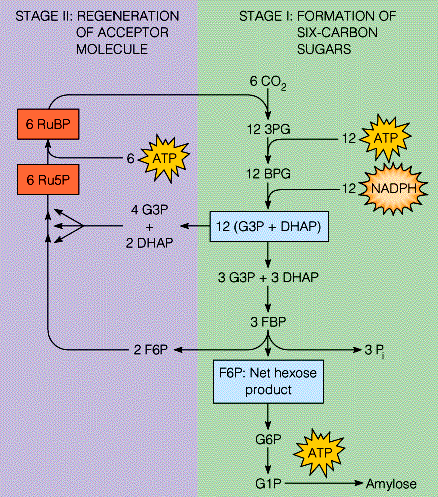 STAGE II: REGENERATION
OF ACCEPTOR
MOLECULE
STAGE I: FORMATION OF
SIX-CARBON
SUGARS
6 CO2
6 RuBP
12 3PG
12 ATP
6 ATP
12 BPG
6 Ru5P
12 NADPH
4 G3P
+
2 DHAP
12 (G3P + DHAP)
3 G3P + 3 DHAP
3 FBP
2 F6P
3 Pi
F6P: Net hexose
product
G6P
ATP
G1P
Amylose